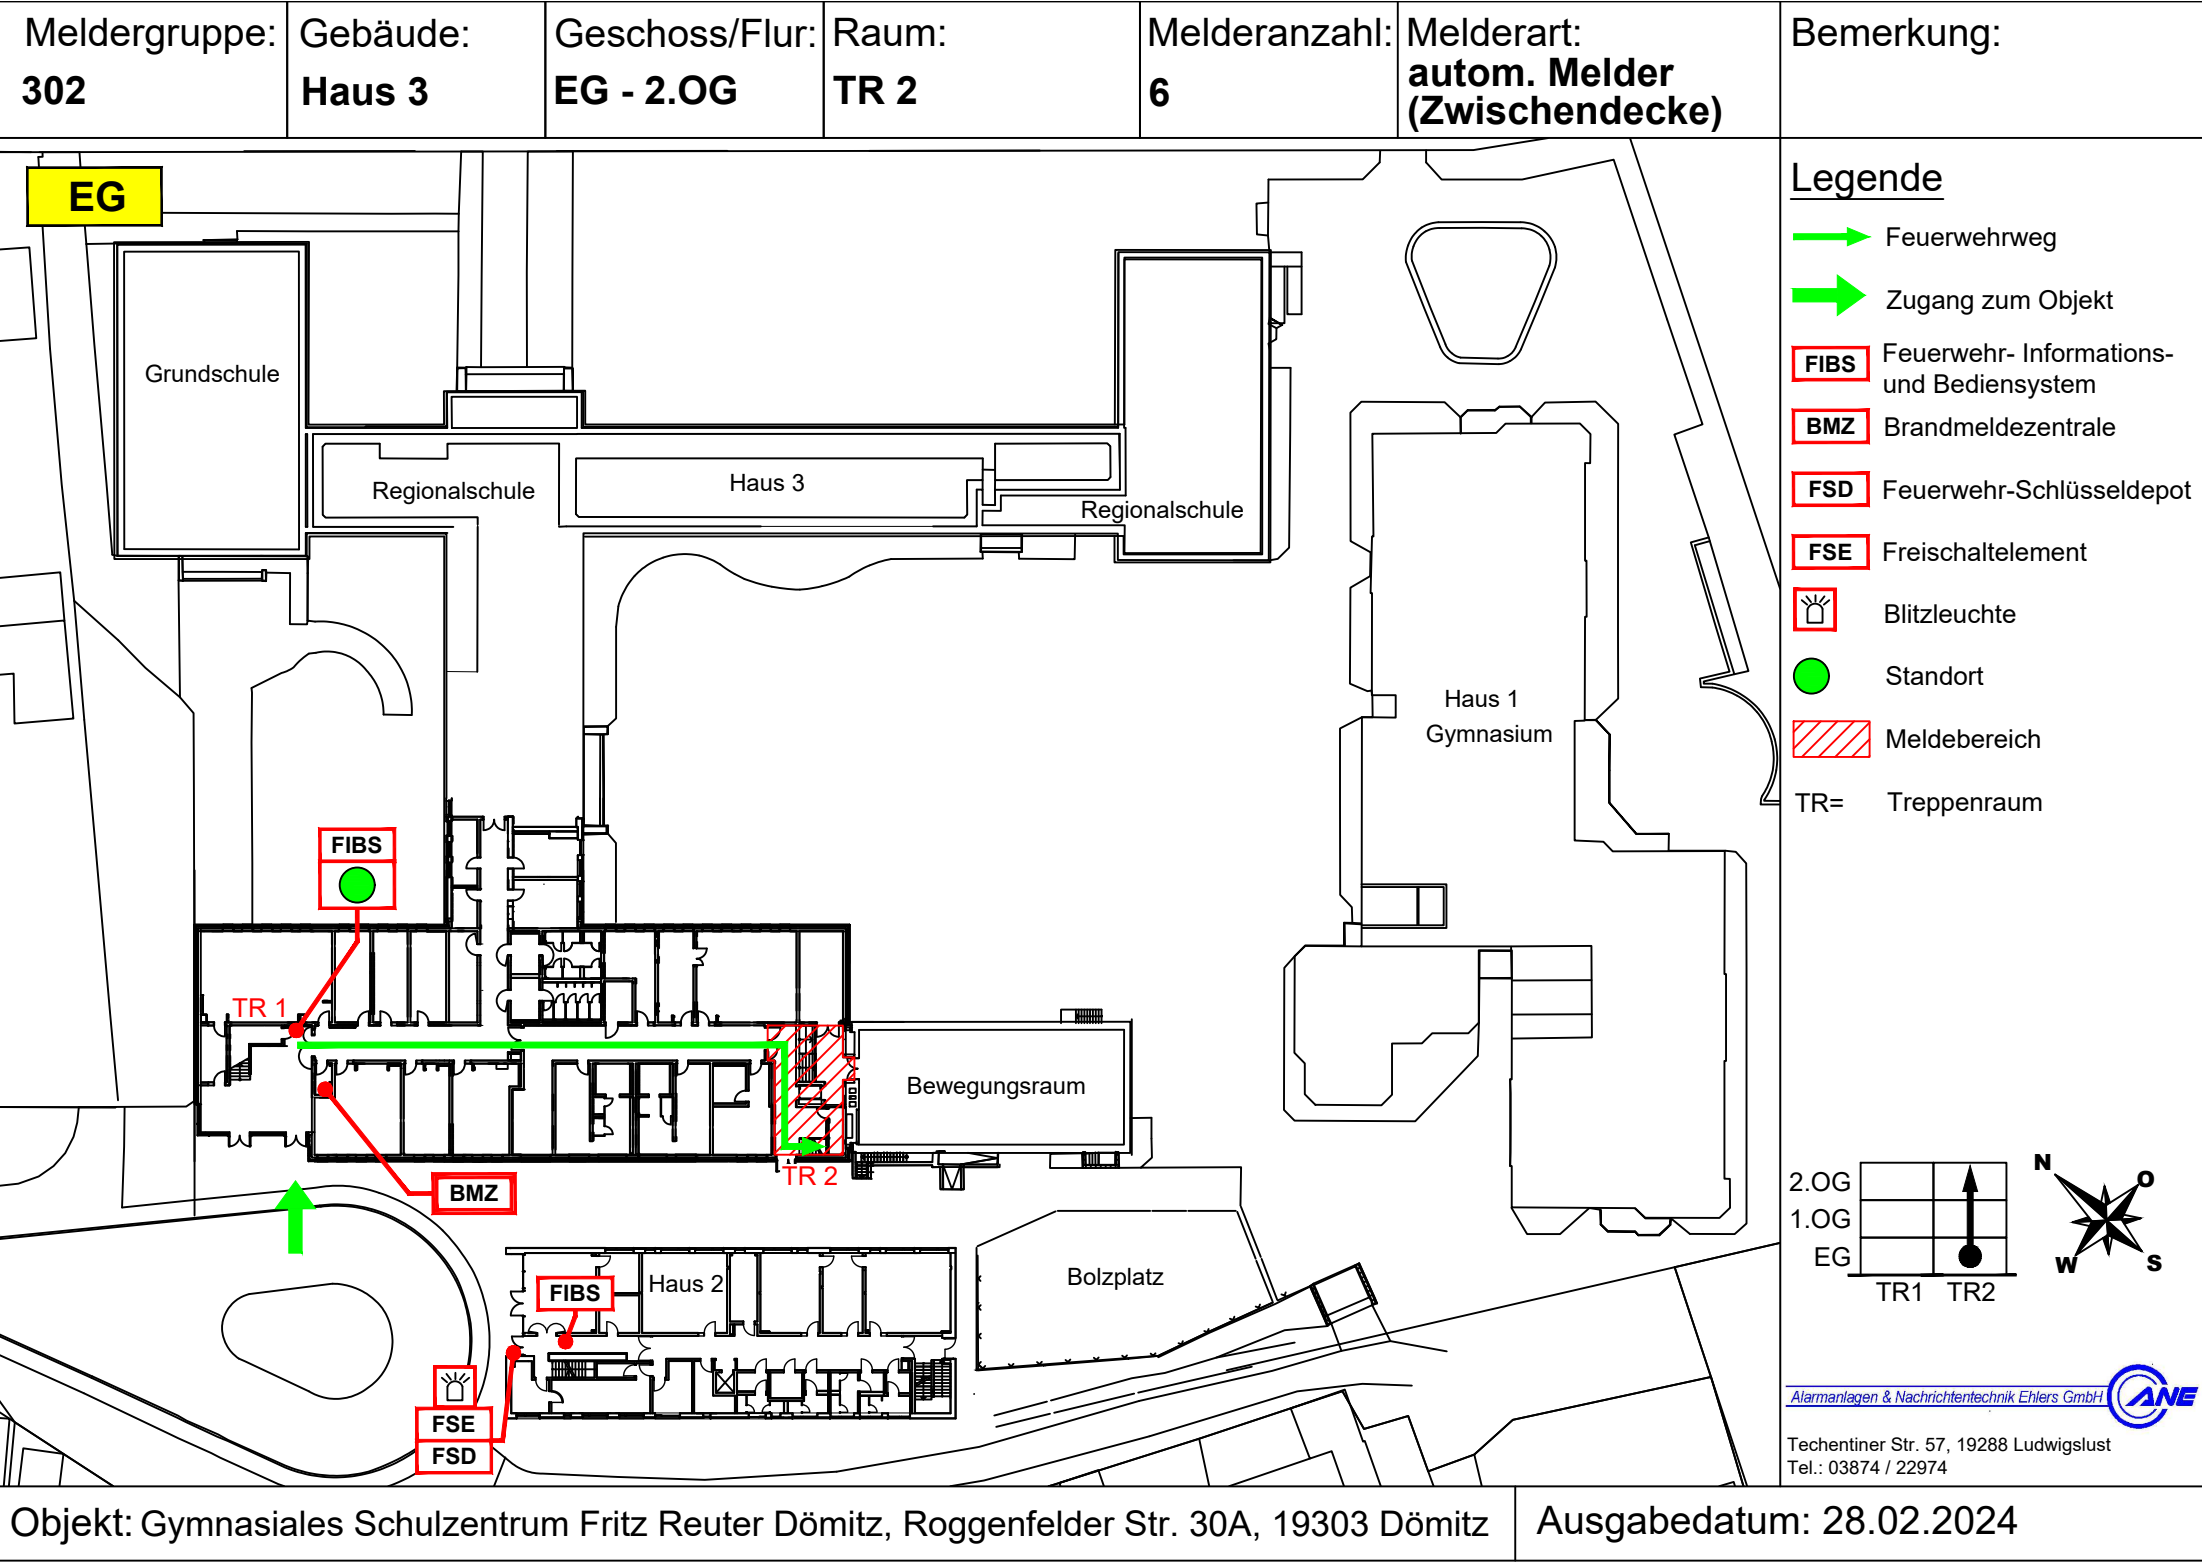 Meldergruppe:
302
Gebäude:
Haus 3
Geschoss/Flur:
EG - 2.OG
Raum:
TR 2
Melderanzahl:
6
Melderart:
autom. Melder
(Zwischendecke)
Bemerkung:
EG
Grundschule
Regionalschule
Haus 3
Regionalschule
Haus 1
Gymnasium
FIBS
TR 1
BMZ
TR 2
Bewegungsraum
Haus 2
FIBS
FSE
FSD
Bolzplatz
Legende
Feuerwehrweg
Zugang zum Objekt
FIBS Feuerwehr- Informations-
und Bediensystem
BMZ Brandmeldezentrale
FSD Feuerwehr-Schlüsseldepot
FSE Freischaltelement
Blitzleuchte
Standort
Meldebereich
TR= Treppenraum
2.OG
1.OG
EG
TR1 TR2
N
O
W
S
Alarmanlagen & Nachrichtentechnik Ehlers GmbH ANE
Techentiner Str. 57, 19288 Ludwigslust
Tel.: 03874 / 22974
Objekt: Gymnasiales Schulzentrum Fritz Reuter Dömitz, Roggenfelder Str. 30A, 19303 Dömitz
Ausgabedatum: 28.02.2024